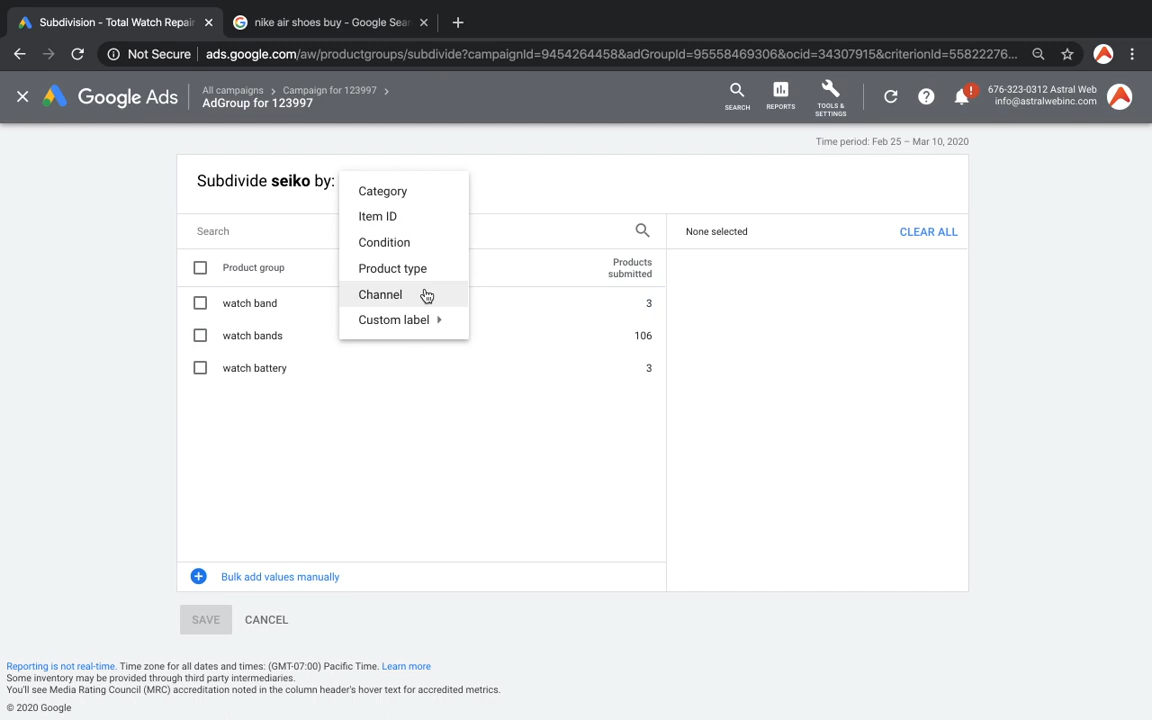 Subdivision - Total Watch Repair
nike air shoes buy - Google Sear
Not Secure
ads.google.com/aw/productgroups/subdivide?campaignId=9454264458&adGroupId=95558469306&ocid=34307915&criterionId=55822276...
Google Ads
All campaigns > Campaign for 123997 >
AdGroup for 123997
SEARCH
REPORTS
TOOLS &
SETTINGS
676-323-0312 Astral Web
info@astralwebinc.com
Time period: Feb 25 – Mar 10, 2020
Subdivide seiko by:
Category
Item ID
Condition
Product type
Channel
Custom label
Search
None selected
CLEAR ALL
Product group
Products
submitted
watch band
3
watch bands
106
watch battery
3
Bulk add values manually
SAVE
CANCEL
Reporting is not real-time. Time zone for all dates and times: (GMT-07:00) Pacific Time. Learn more
Some inventory may be provided through third party intermediaries.
You'll see Media Rating Council (MRC) accreditation noted in the column header's hover text for accredited metrics.
© 2020 Google